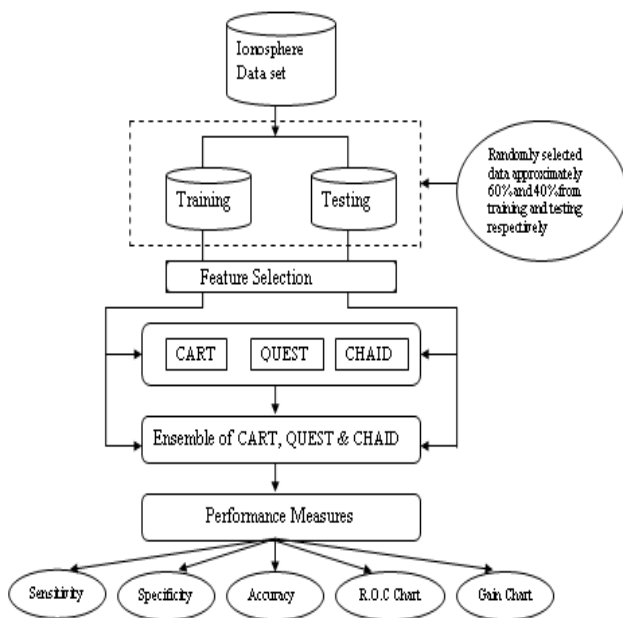 Ionosphere
Data set
Training
Testing
Randomly selected
data approximately
60% and 40% from
training and testing
respectively
Feature Selection
CART
QUEST
CHAID
Ensemble of CART, QUEST & CHAID
Performance Measures
Sensitivity
Specificity
Accuracy
R.O.C Chart
Gain Chart